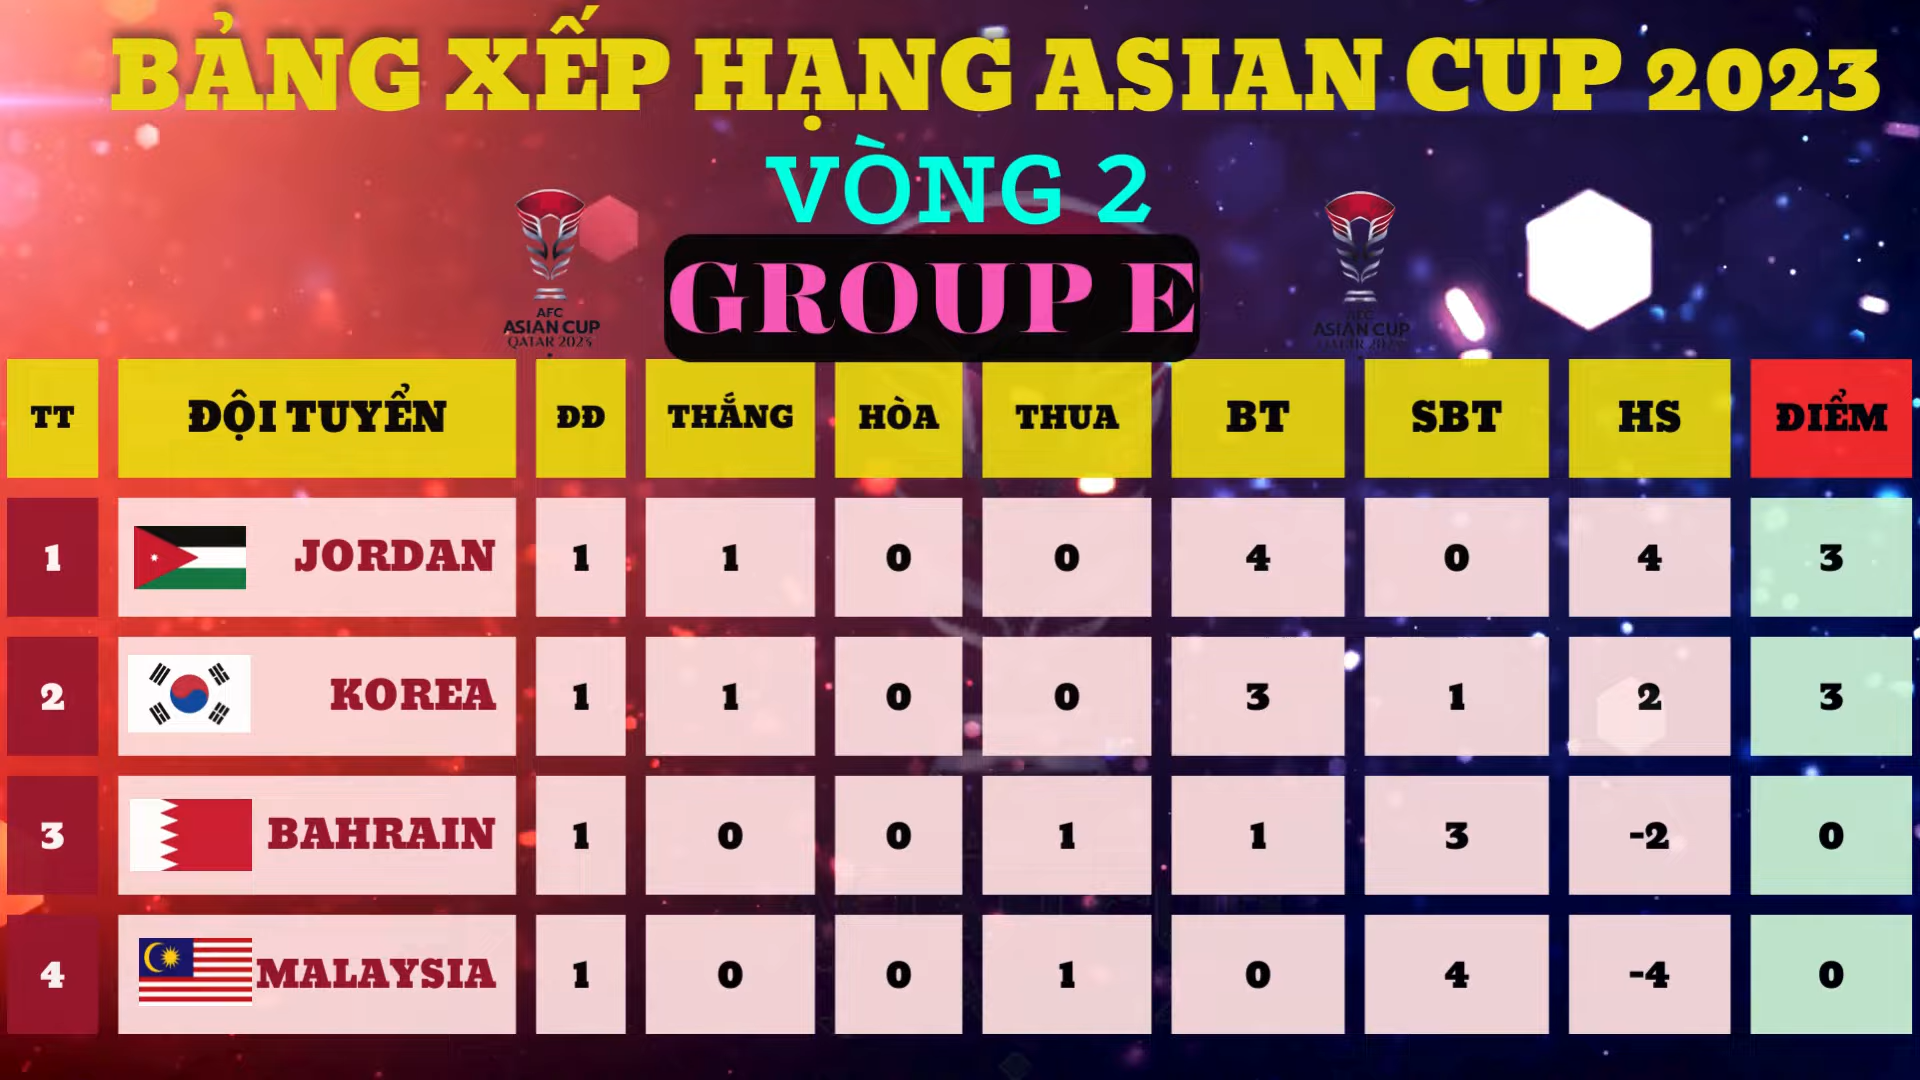 BẢNG XẾP HẠNG ASIAN CUP 2023
VÒNG 2
GROUP E
AFC
ASIAN CUP
QATAR 2023
AFC
ASIAN CUP
QATAR 2023
TT ĐỘI TUYỂN ĐĐ THẮNG HÒA THUA BT SBT HS ĐIỂM
1 JORDAN 1 1 0 0 4 0 4 3
2 KOREA 1 1 0 0 3 1 2 3
3 BAHRAIN 1 0 0 1 1 3 -2 0
4 MALAYSIA 1 0 0 1 0 4 -4 0